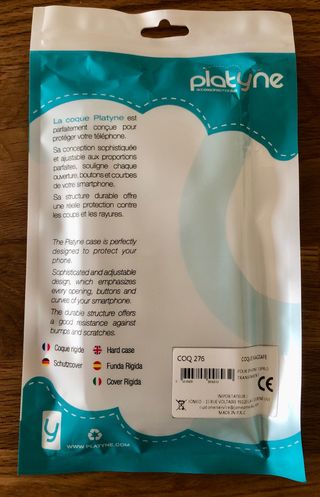 platyne
La coque Platyne est
parfaitement conçue pour
protéger votre téléphone.
Sa conception sophistiquée
et ajustable aux proportions
parfaites, souligne chaque
ouverture, boutons et courbes
de votre smartphone.
Sa structure durable offre
une réelle protection contre
les coups et les rayures.
The Platyne case is perfectly
designed to protect your
phone.
Sophisticated and adjustable
design, which emphasizes
every opening, buttons and
curves of your smartphone.
The durable structure offers
a good resistance against
bumps and scratches.
Coque rigide
Hard case
Schutzcover
Funda Rigida
Cover Rigida
COQ 276
TRANSPARENT
CE
IMPORTATEUR
MADE IN P.R.C
y
WWW.PLATYNE.COM